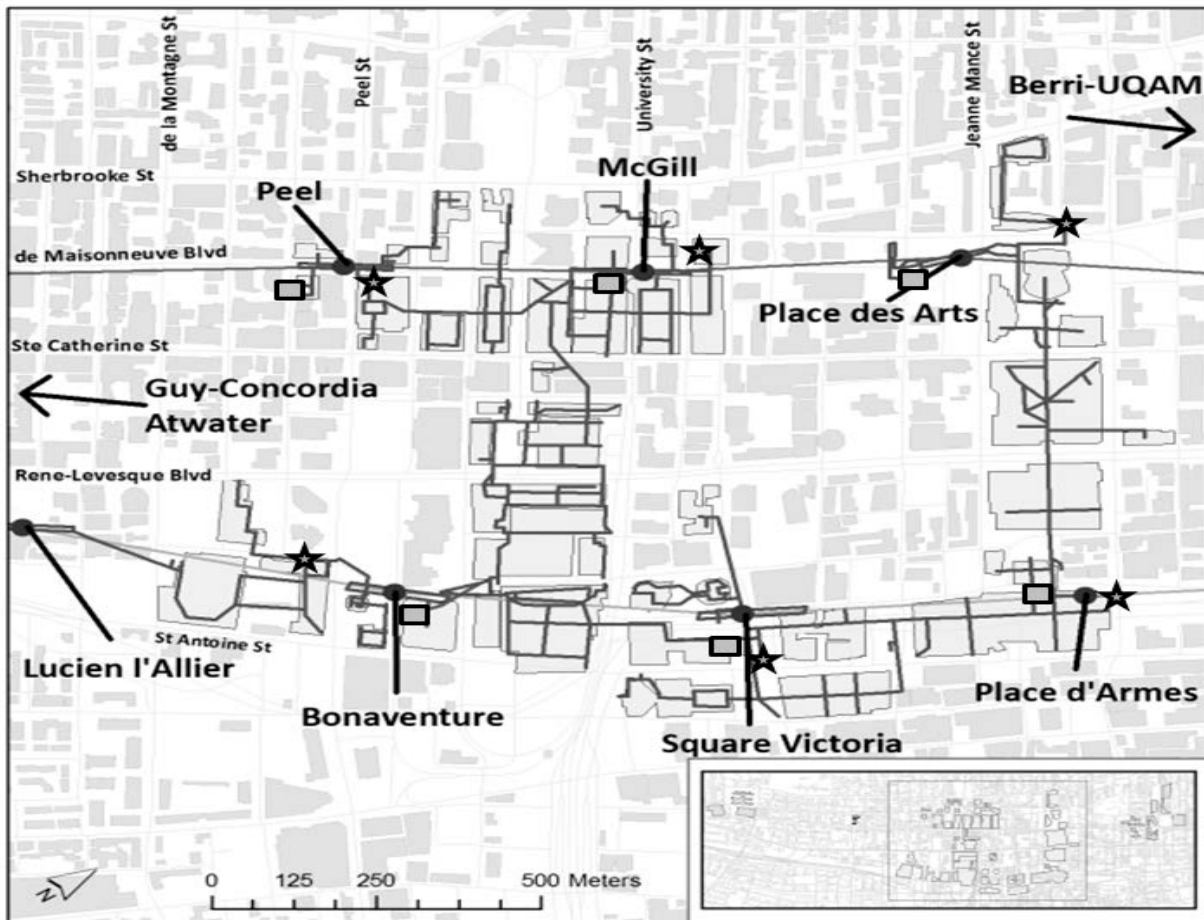 de la Montagne St
Peel St
University St
Jeanne Mance St
Berri-UQAM
McGill
Sherbrooke St
Peel
de Maisonneuve Blvd
Place des Arts
Ste Catherine St
Guy-Concordia
Atwater
Rene-Levesque Blvd
St Antoine St
Lucien l'Allier
Place d'Armes
Bonaventure
Square Victoria
N
0 125 250 500 Meters